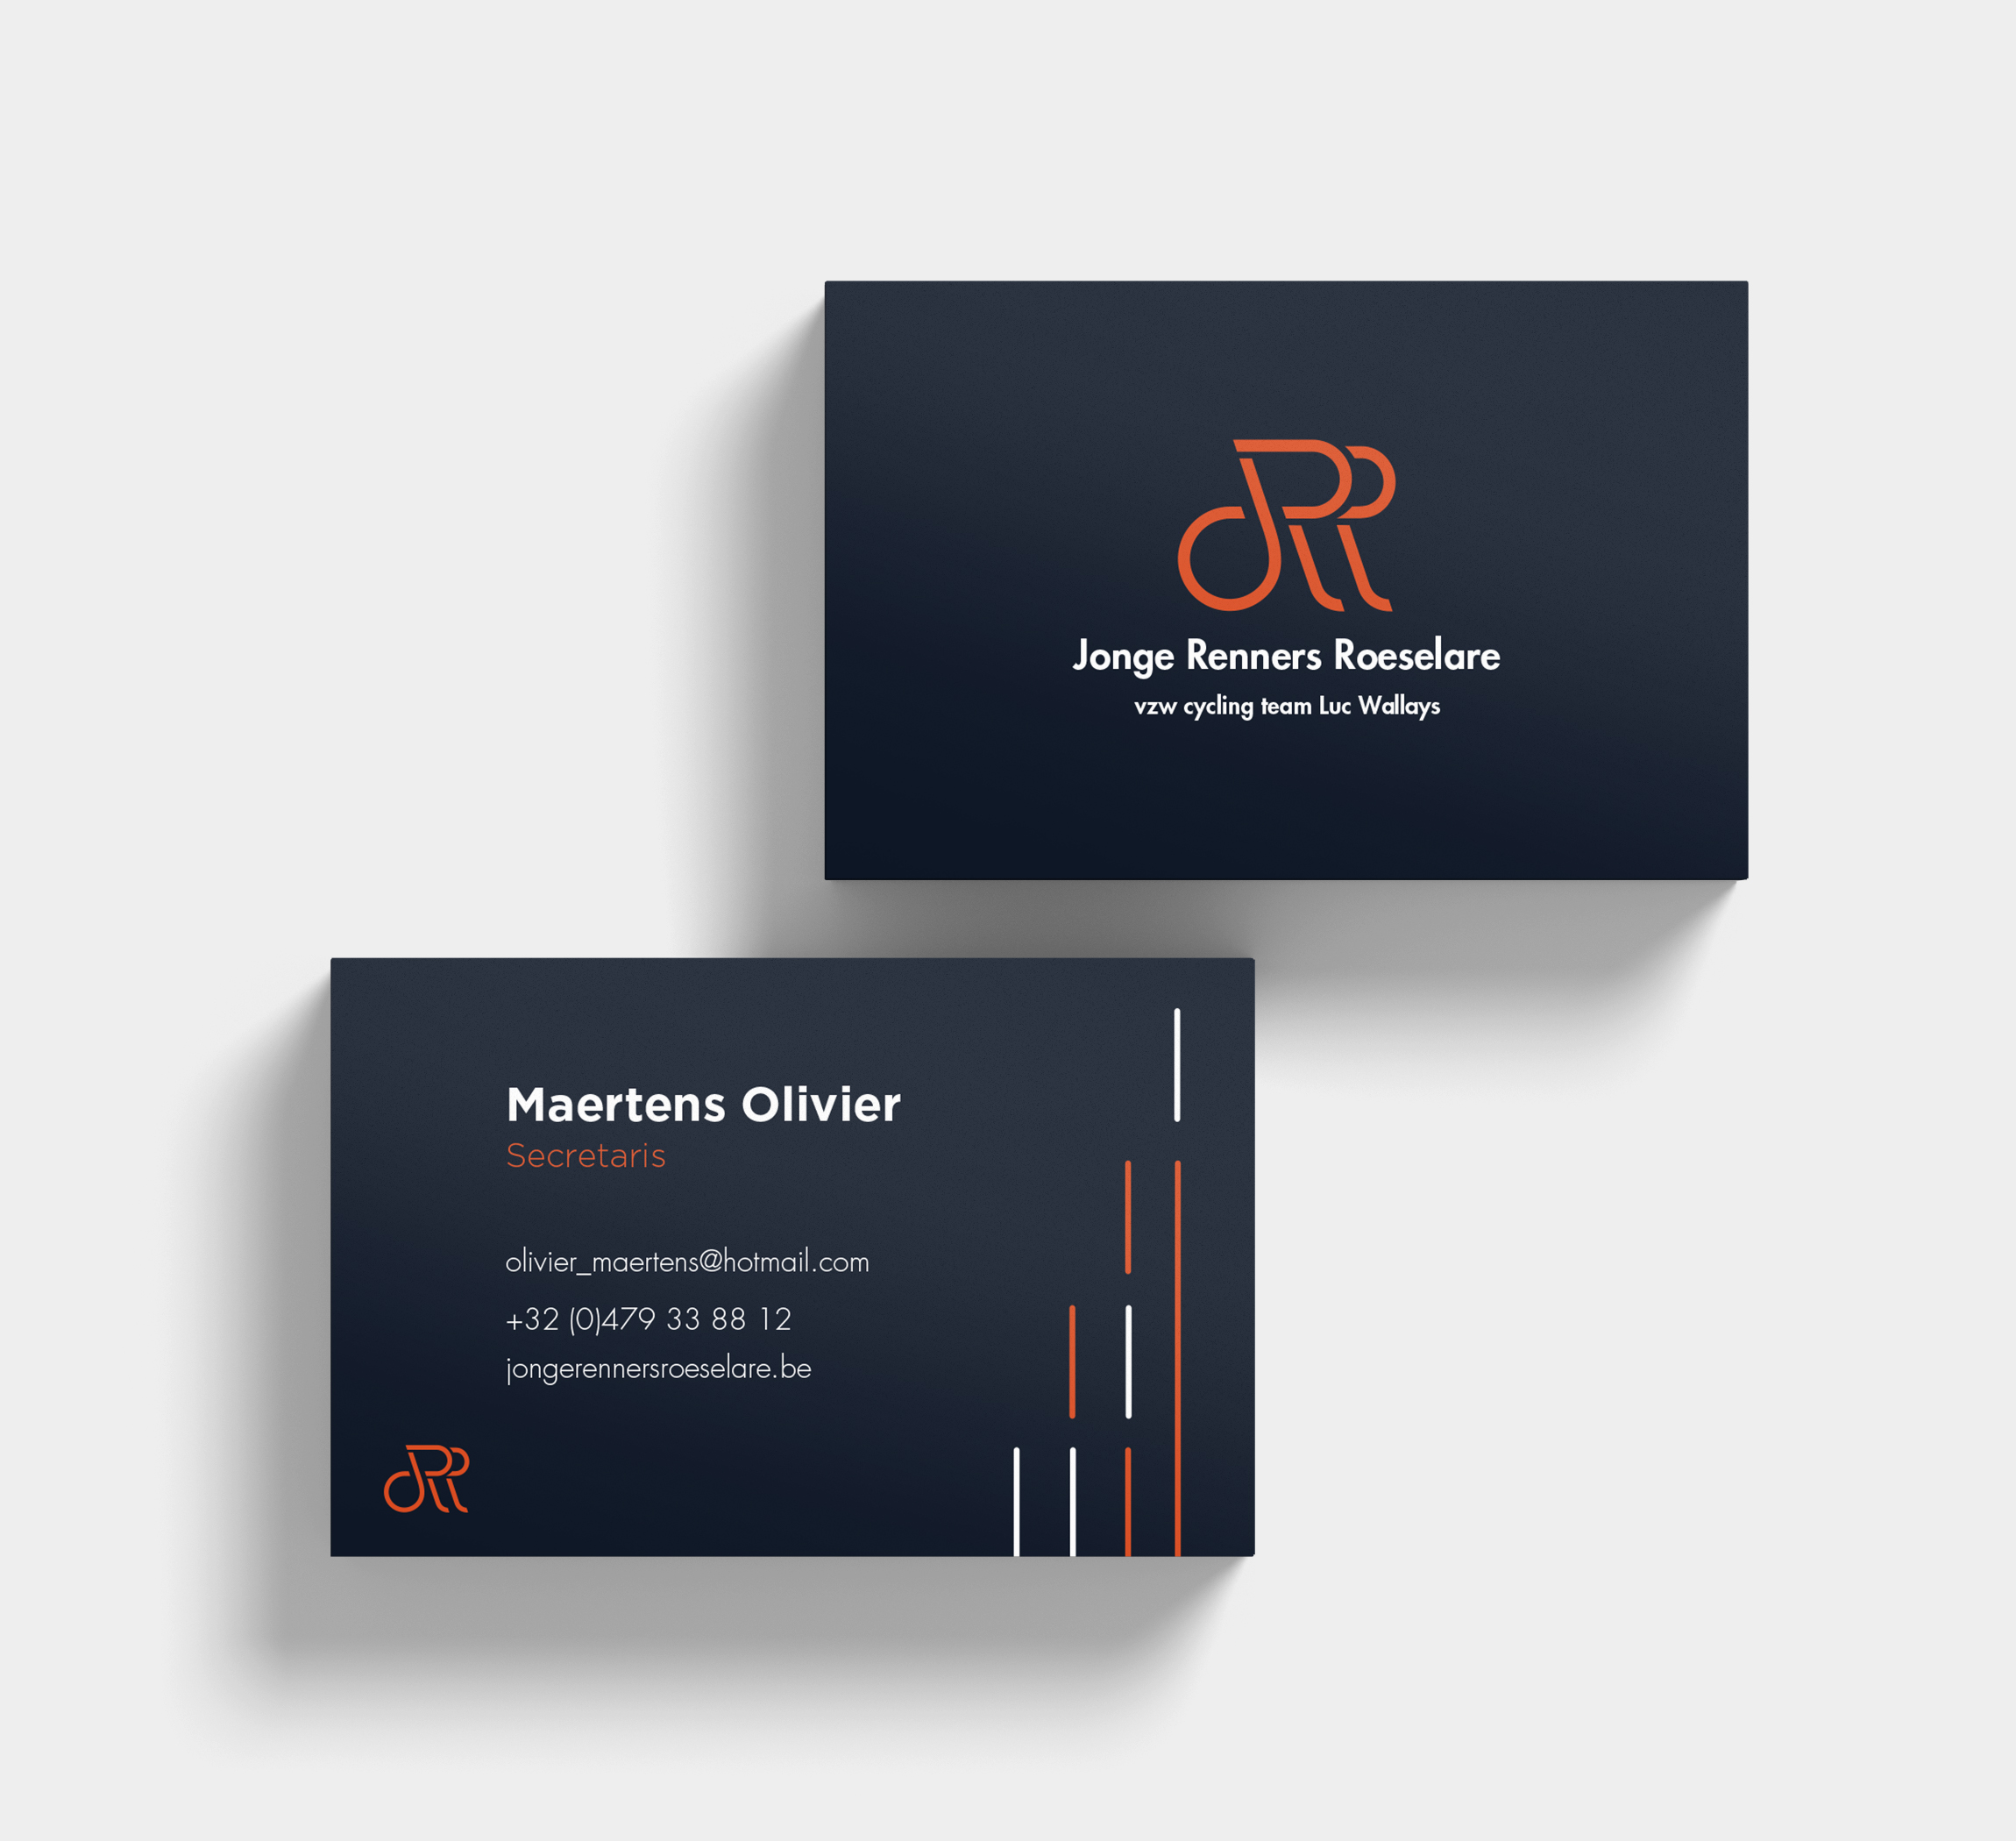 JRR
Jonge Renners Roeselare
vzw cycling team Luc Wallays
Maertens Olivier
Secretaris
olivier_maertens@hotmail.com
+32 (0)479 33 88 12
jongerennersroeselare.be
JRR